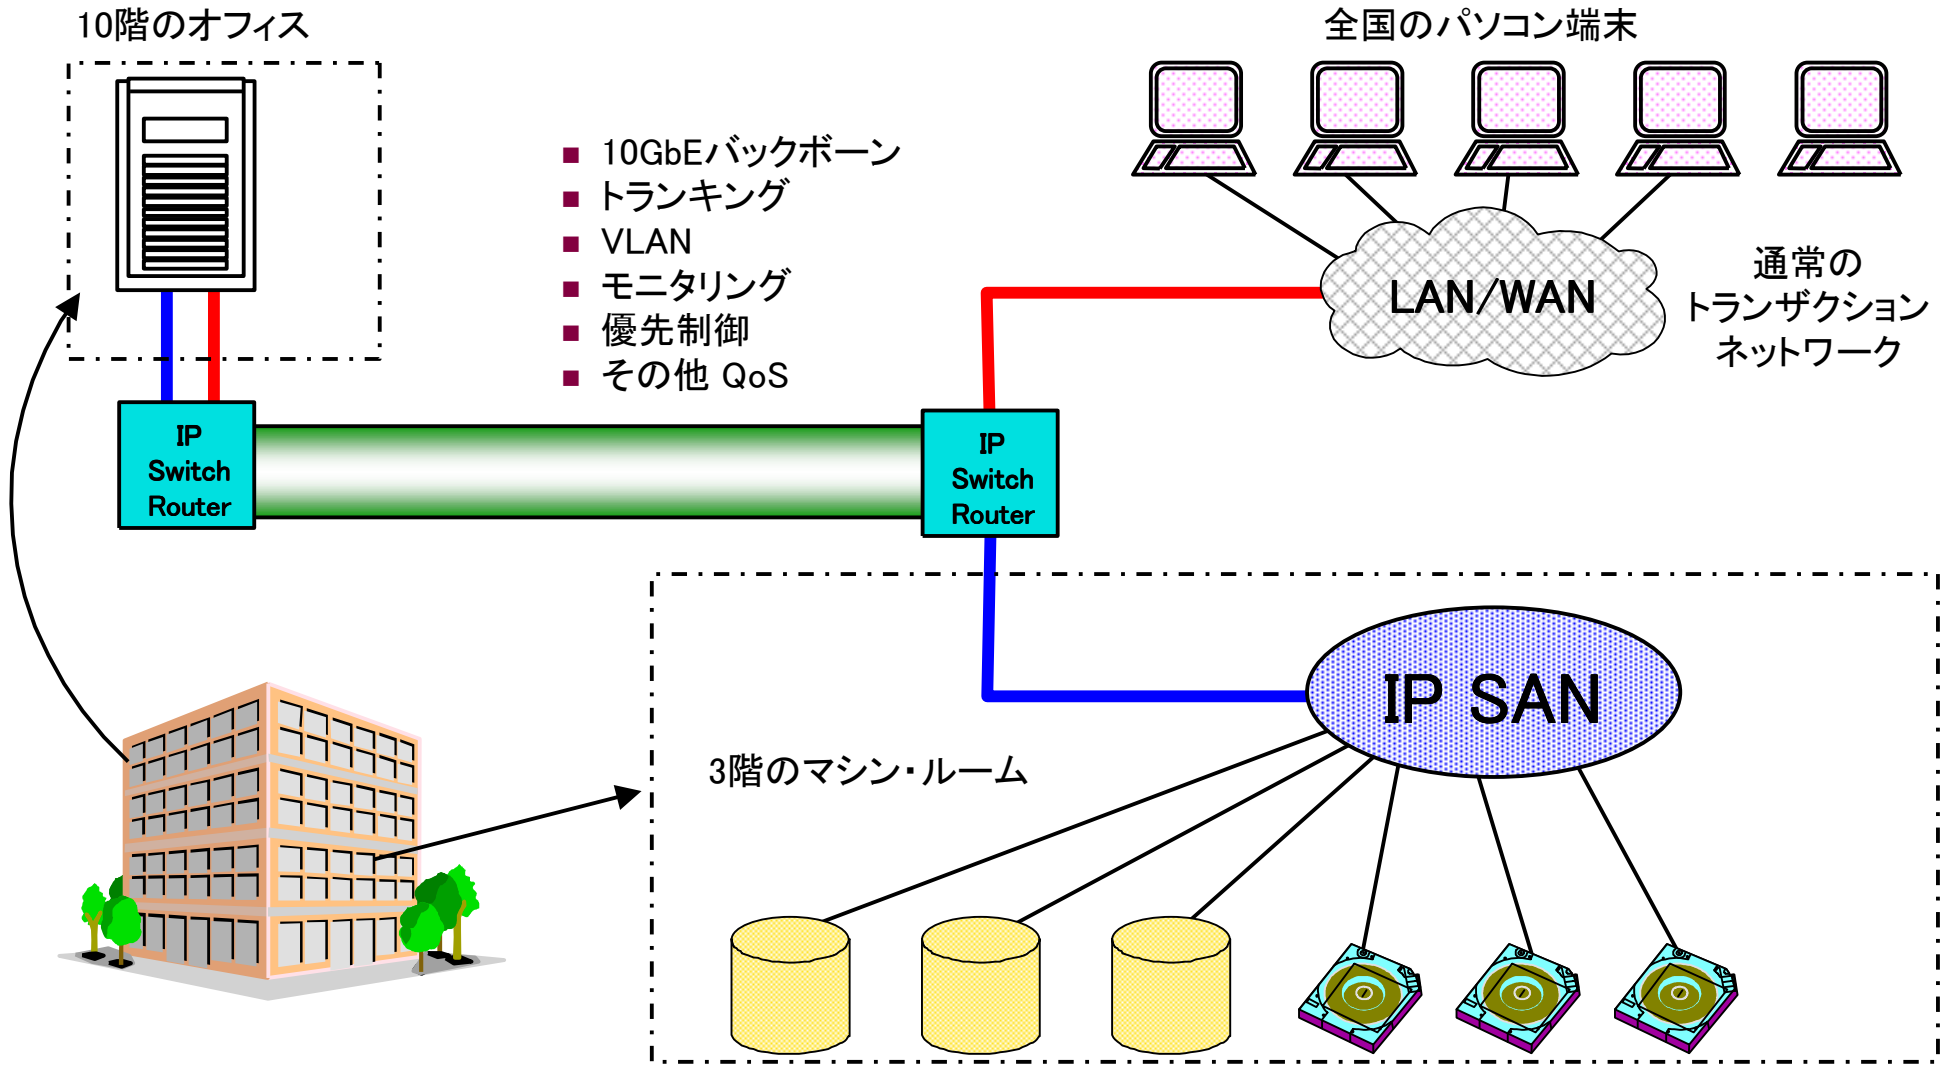 10階のオフィス
全国のパソコン端末
■ 10GbEバックボーン
■ トランキング
■ VLAN
■ モニタリング
■ 優先制御
■ その他 QoS
LAN/WAN
通常の
トランザクション
ネットワーク
IP
Switch
Router
IP
Switch
Router
IP SAN
3階のマシン・ルーム